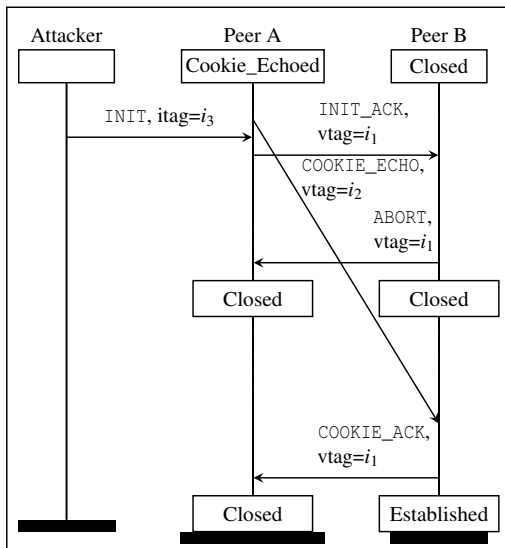 Attacker Peer A Peer B
Cookie_Echoed Closed
INIT, itag=i₃
INIT_ACK,
vtag=i₁
COOKIE_ECHO,
vtag=i₂
ABORT,
vtag=i₁
Closed Closed
COOKIE_ACK,
vtag=i₁
Closed Established